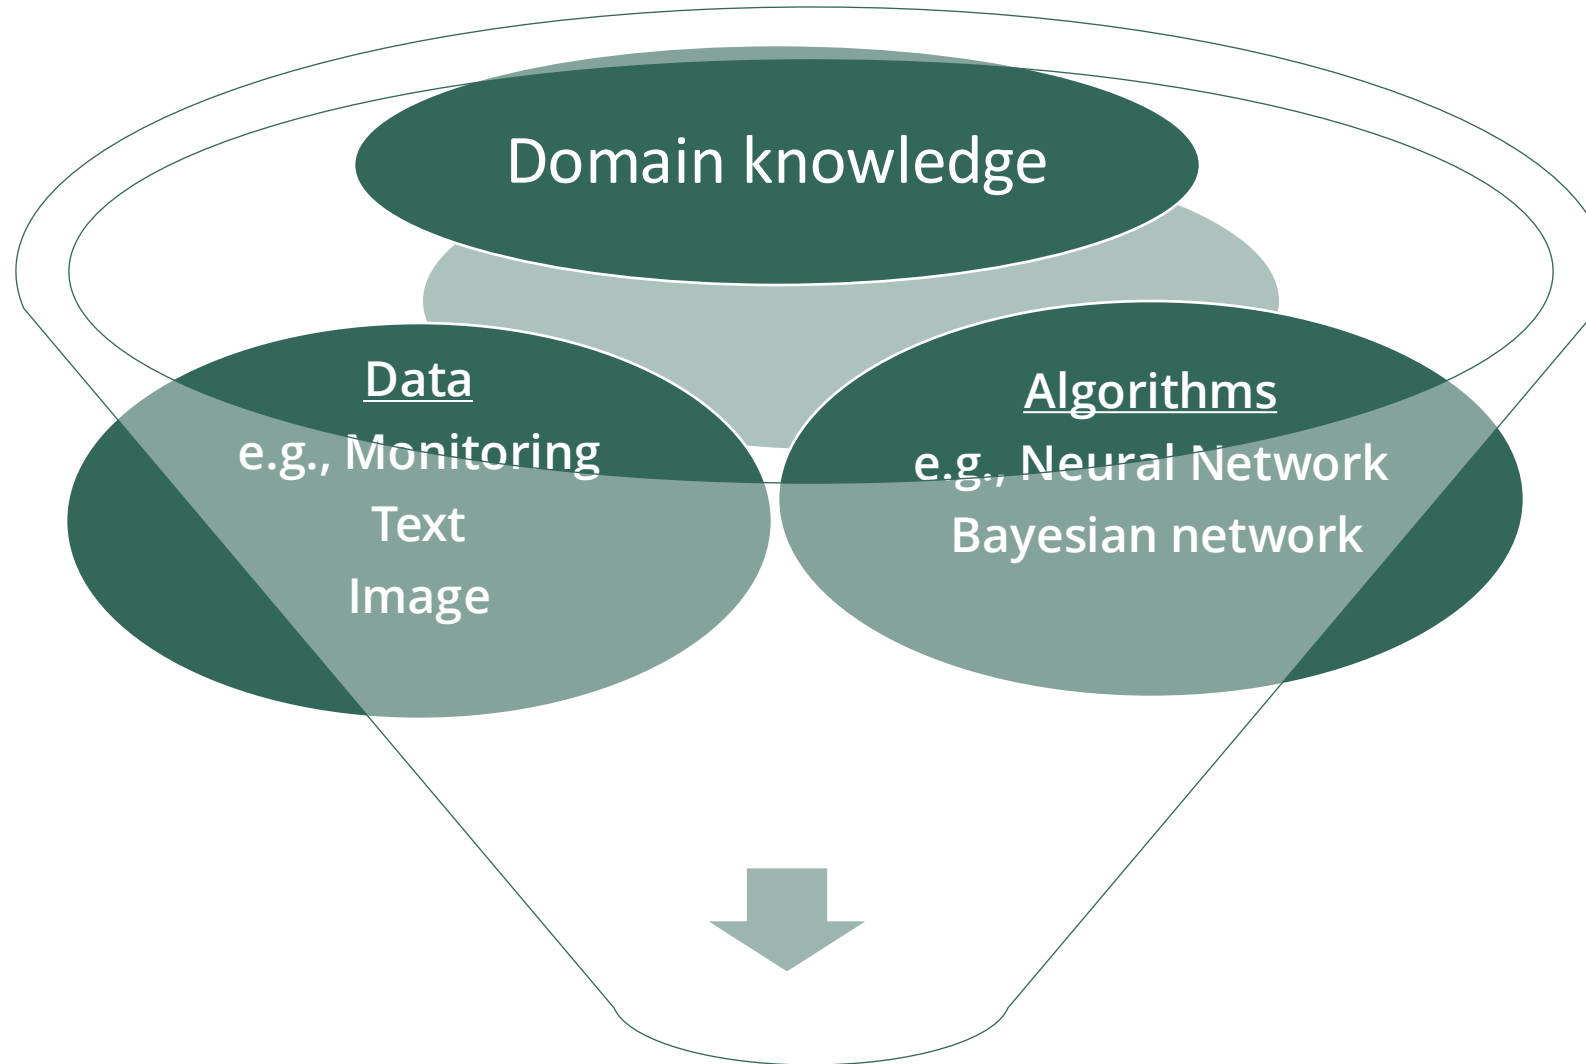 Domain knowledge
Data
e.g., Monitoring
Text
Image
Algorithms
e.g., Neural Network
Bayesian network